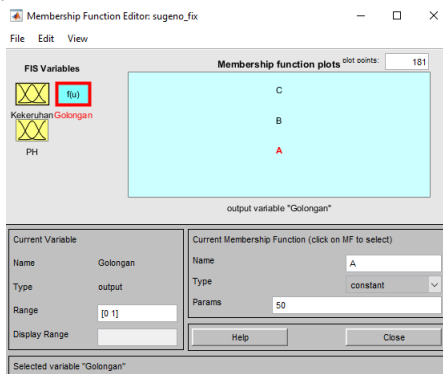 Membership Function Editor: sugeno_fix
File Edit View
FIS Variables
Membership function plots plot points: 181
f(u)
Kekeruhan Golongan
PH
C
B
A
output variable "Golongan"
Current Variable
Current Membership Function (click on MF to select)
Name Golongan
Name A
Type output
Type constant
Params 50
Range [0 1]
Display Range
Help Close
Selected variable "Golongan"